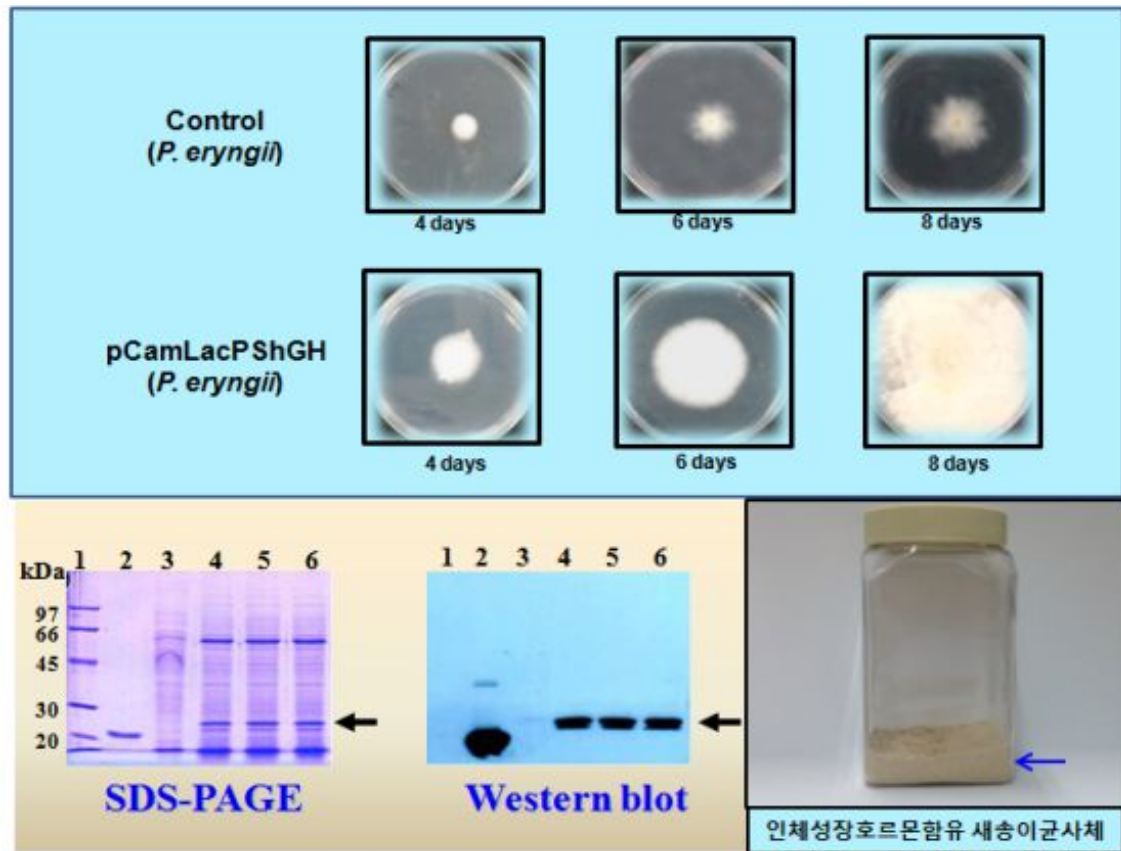 Control
(P. eryngii)
4 days
6 days
8 days
pCamLacPShGH
(P. eryngii)
4 days
6 days
8 days
kDa
1 2 3 4 5 6
97
66
45
30
20
SDS-PAGE
1 2 3 4 5 6
Western blot
인체성장호르몬함유 새송이균사체